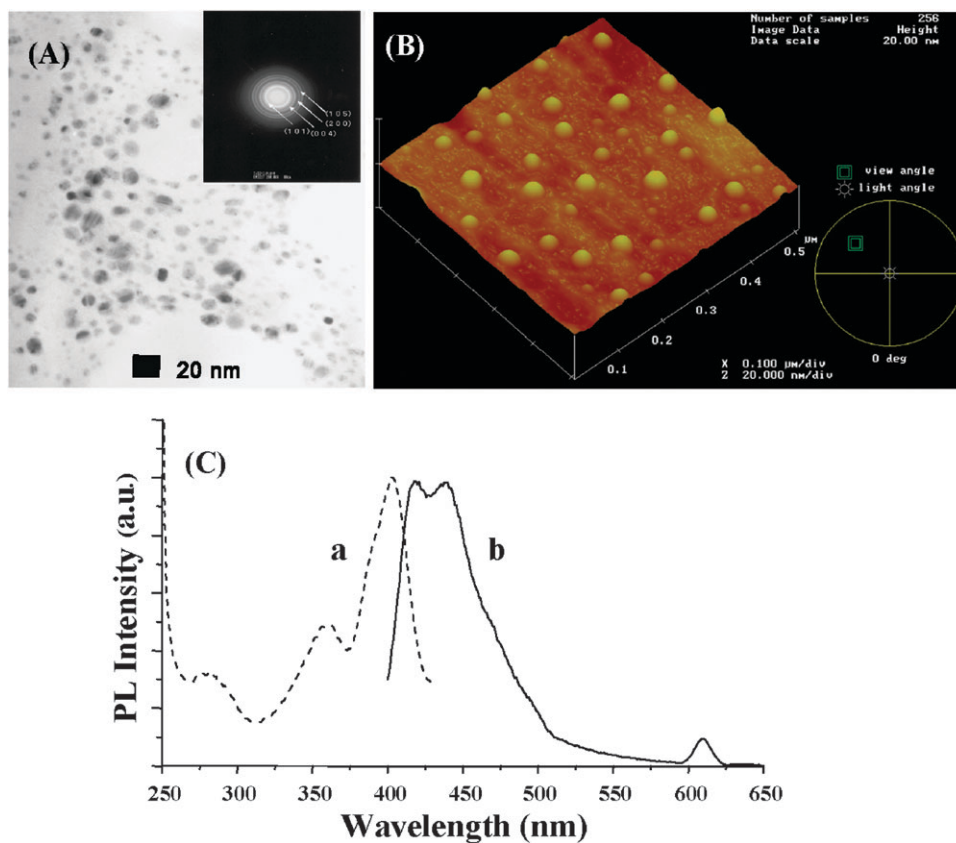 (A)
(1 0 5)
(2 0 0)
(1 0 1) (0 0 4)
20 nm
(B)
Number of samples 256
Image Data Height
Data scale 20.00 nm
view angle
light angle
0.5 μM
0.4
0.3
0.2
0.1
X 0.100 μM/div
Z 20.000 nM/div
0 deg
(C)
a
b
PL Intensity (a.u.)
250 300 350 400 450 500 550 600 650
Wavelength (nm)